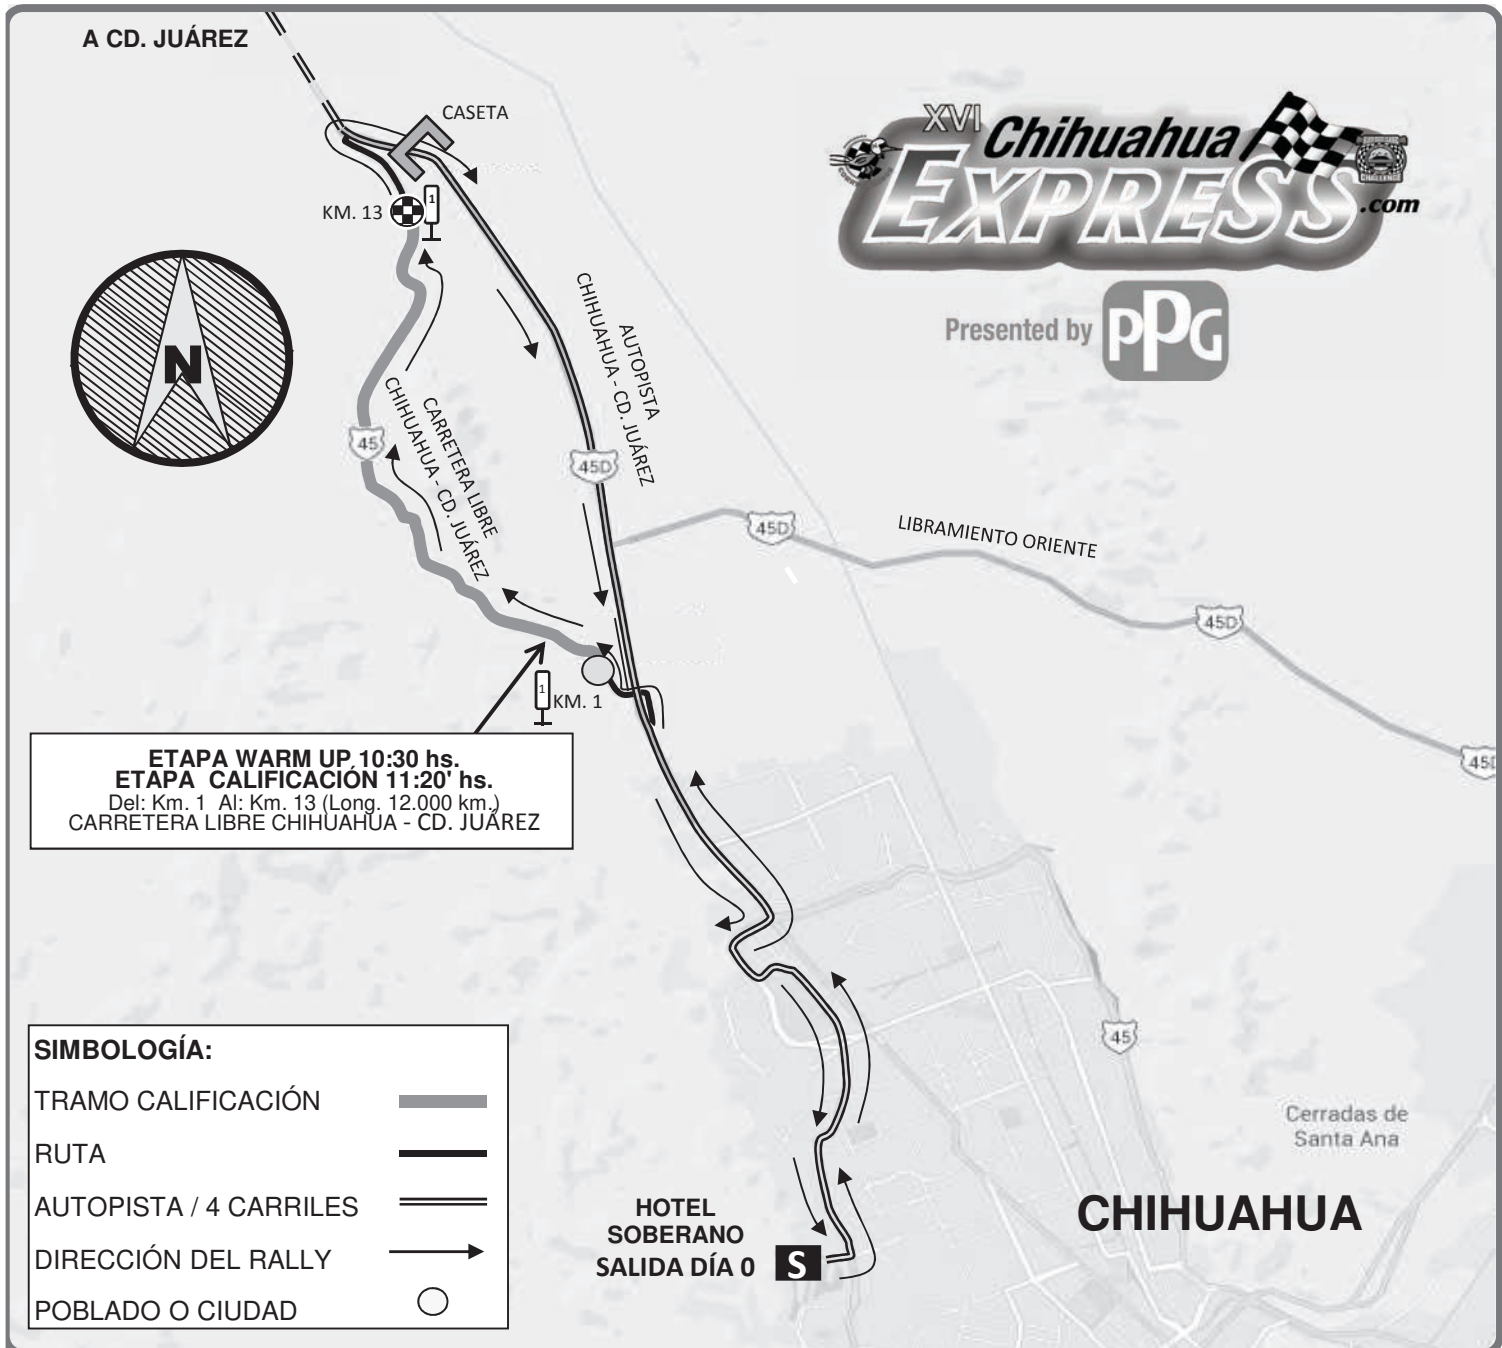 A CD. JUÁREZ
CASETA
KM. 13
1
XVI
Chihuahua
EXPRESS
.com
CHALLENGE
Presented by
PPG
N
AUTOPISTA
CHIHUAHUA - CD. JUÁREZ
CARRETERA LIBRE
CHIHUAHUA - CD. JUÁREZ
45
45D
45D
LIBRAMIENTO ORIENTE
45D
45D
1
KM. 1
ETAPA WARM UP 10:30 hs.
ETAPA CALIFICACIÓN 11:20' hs.
Del: Km. 1 Al: Km. 13 (Long. 12.000 km.)
CARRETERA LIBRE CHIHUAHUA - CD. JUÁREZ
45
SIMBOLOGÍA:
TRAMO CALIFICACIÓN
RUTA
AUTOPISTA / 4 CARRILES
DIRECCIÓN DEL RALLY
POBLADO O CIUDAD
HOTEL
SOBERANO
SALIDA DÍA 0
S
Cerradas de
Santa Ana
CHIHUAHUA